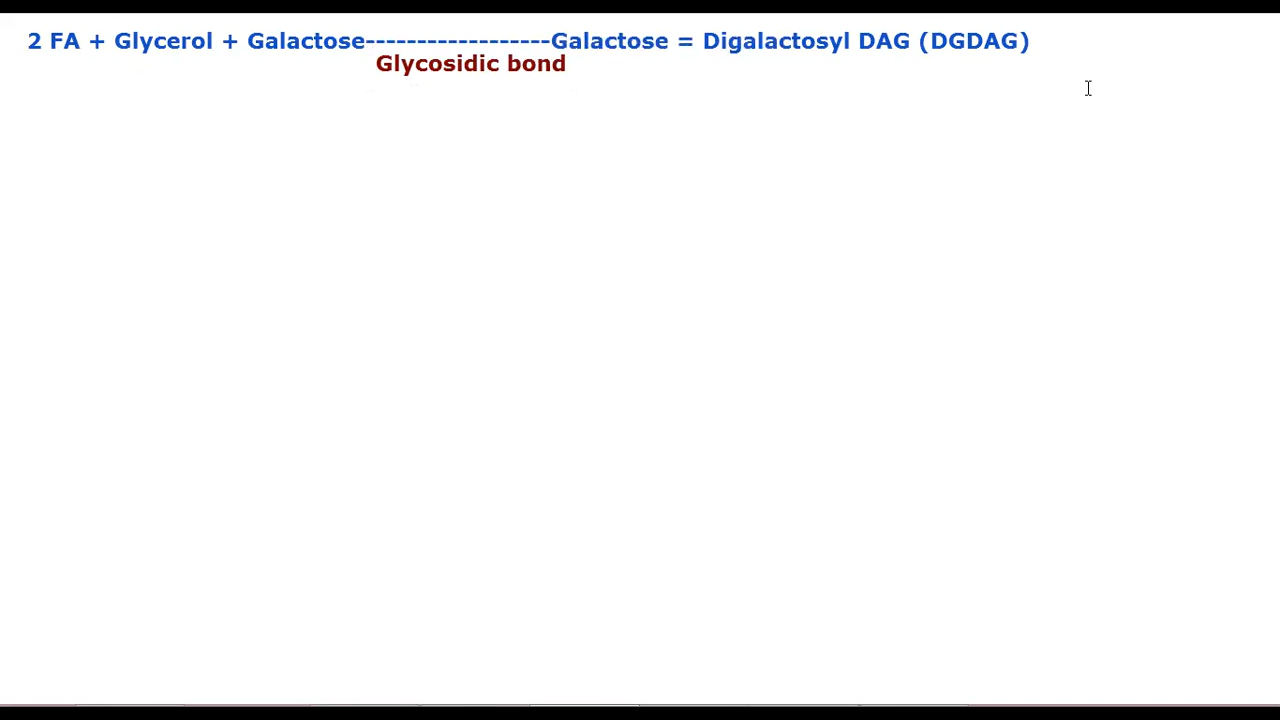 2 FA + Glycerol + Galactose------------------Galactose = Digalactosyl DAG (DGDAG)
Glycosidic bond